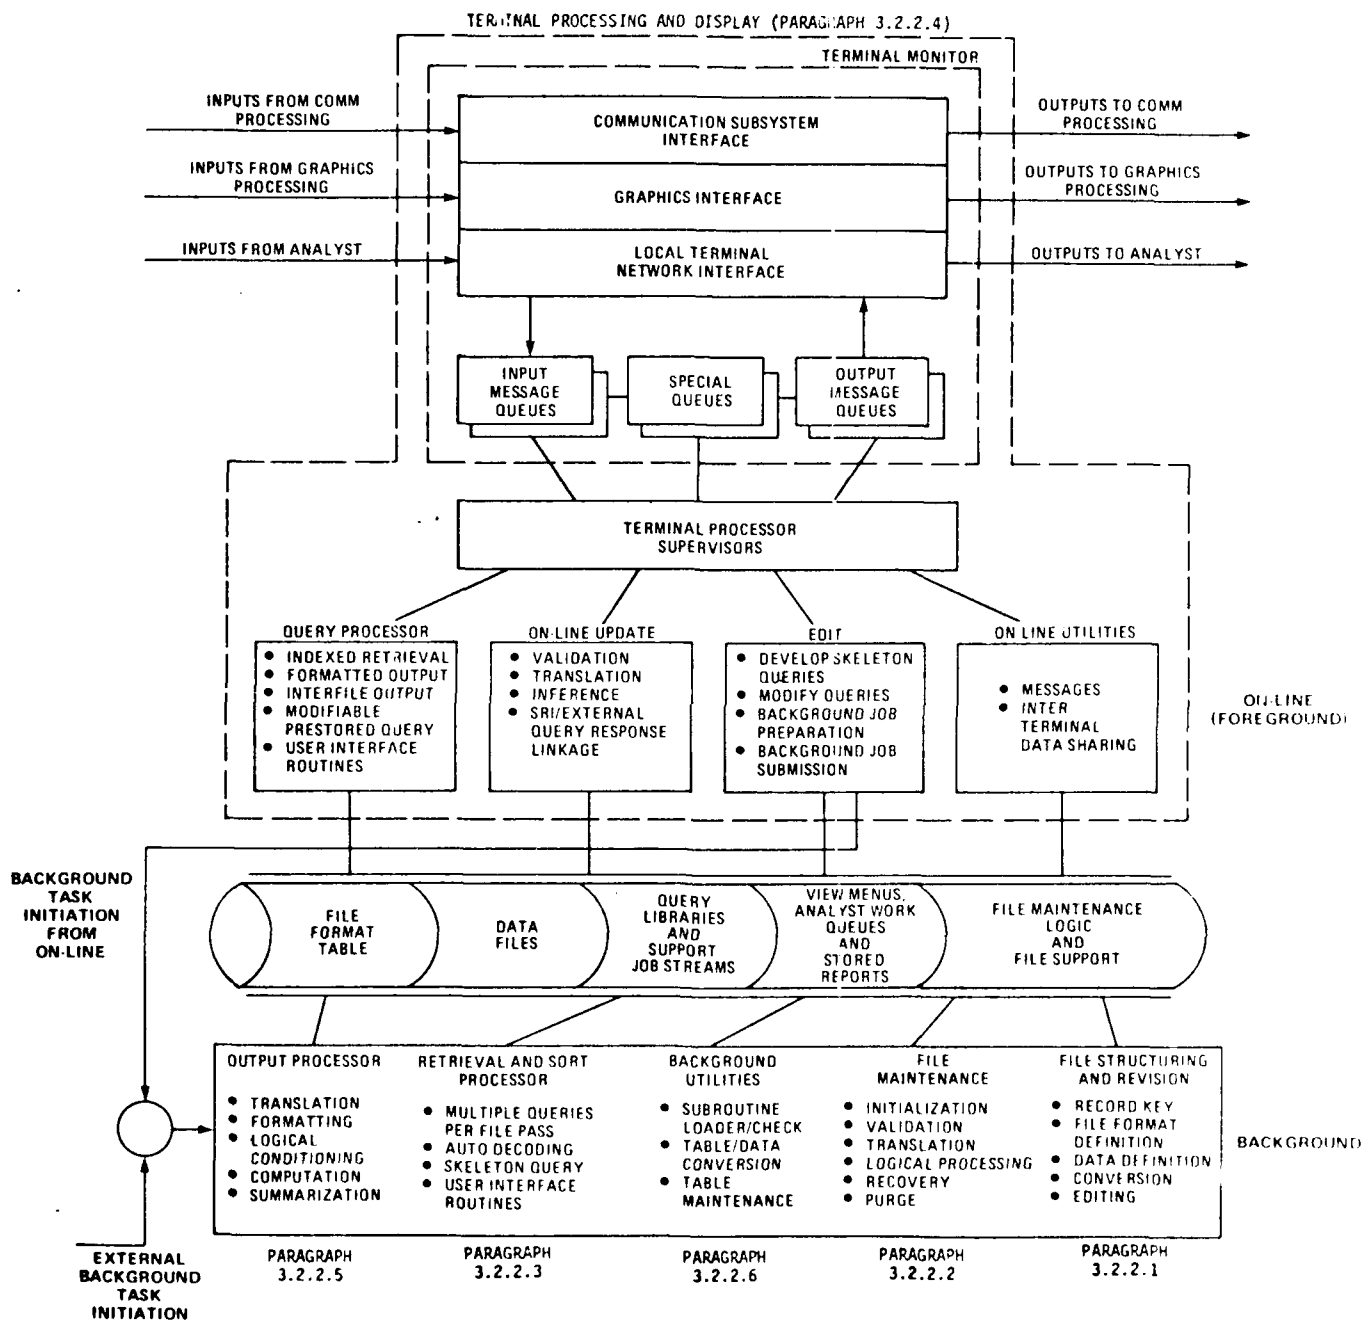 TERMINAL PROCESSING AND DISPLAY (PARAGRAPH 3.2.2.4)
TERMINAL MONITOR
INPUTS FROM COMM
PROCESSING
COMMUNICATION SUBSYSTEM
INTERFACE
OUTPUTS TO COMM
PROCESSING
INPUTS FROM GRAPHICS
PROCESSING
GRAPHICS INTERFACE
OUTPUTS TO GRAPHICS
PROCESSING
INPUTS FROM ANALYST
LOCAL TERMINAL
NETWORK INTERFACE
OUTPUTS TO ANALYST
INPUT
MESSAGE
QUEUES
SPECIAL
QUEUES
OUTPUT
MESSAGE
QUEUES
TERMINAL PROCESSOR
SUPERVISORS
QUERY PROCESSOR
● INDEXED RETRIEVAL
● FORMATTED OUTPUT
● INTERFILE OUTPUT
● MODIFIABLE
PRESTORED QUERY
● USER INTERFACE
ROUTINES
ON-LINE UPDATE
● VALIDATION
● TRANSLATION
● INFERENCE
● SRI/EXTERNAL
QUERY RESPONSE
LINKAGE
EDIT
● DEVELOP SKELETON
QUERIES
● MODIFY QUERIES
● BACKGROUND JOB
PREPARATION
● BACKGROUND JOB
SUBMISSION
ON LINE UTILITIES
● MESSAGES
● INTER
TERMINAL
DATA SHARING
ON-LINE
(FOREGROUND)
BACKGROUND
TASK
INITIATION
FROM
ON-LINE
FILE
FORMAT
TABLE
DATA
FILES
QUERY
LIBRARIES
AND
SUPPORT
JOB STREAMS
VIEW MENUS,
ANALYST WORK
QUEUES
AND
STORED
REPORTS
FILE MAINTENANCE
LOGIC
AND
FILE SUPPORT
OUTPUT PROCESSOR
● TRANSLATION
● FORMATTING
● LOGICAL
CONDITIONING
● COMPUTATION
● SUMMARIZATION
RETRIEVAL AND SORT
PROCESSOR
● MULTIPLE QUERIES
PER FILE PASS
● AUTO DECODING
● SKELETON QUERY
● USER INTERFACE
ROUTINES
BACKGROUND
UTILITIES
● SUBROUTINE
LOADER/CHECK
● TABLE/DATA
CONVERSION
● TABLE
MAINTENANCE
FILE
MAINTENANCE
● INITIALIZATION
● VALIDATION
● TRANSLATION
● LOGICAL PROCESSING
● RECOVERY
● PURGE
FILE STRUCTURING
AND REVISION
● RECORD KEY
● FILE FORMAT
DEFINITION
● DATA DEFINITION
● CONVERSION
● EDITING
BACKGROUND
EXTERNAL
BACKGROUND
TASK
INITIATION
PARAGRAPH
3.2.2.5
PARAGRAPH
3.2.2.3
PARAGRAPH
3.2.2.6
PARAGRAPH
3.2.2.2
PARAGRAPH
3.2.2.1